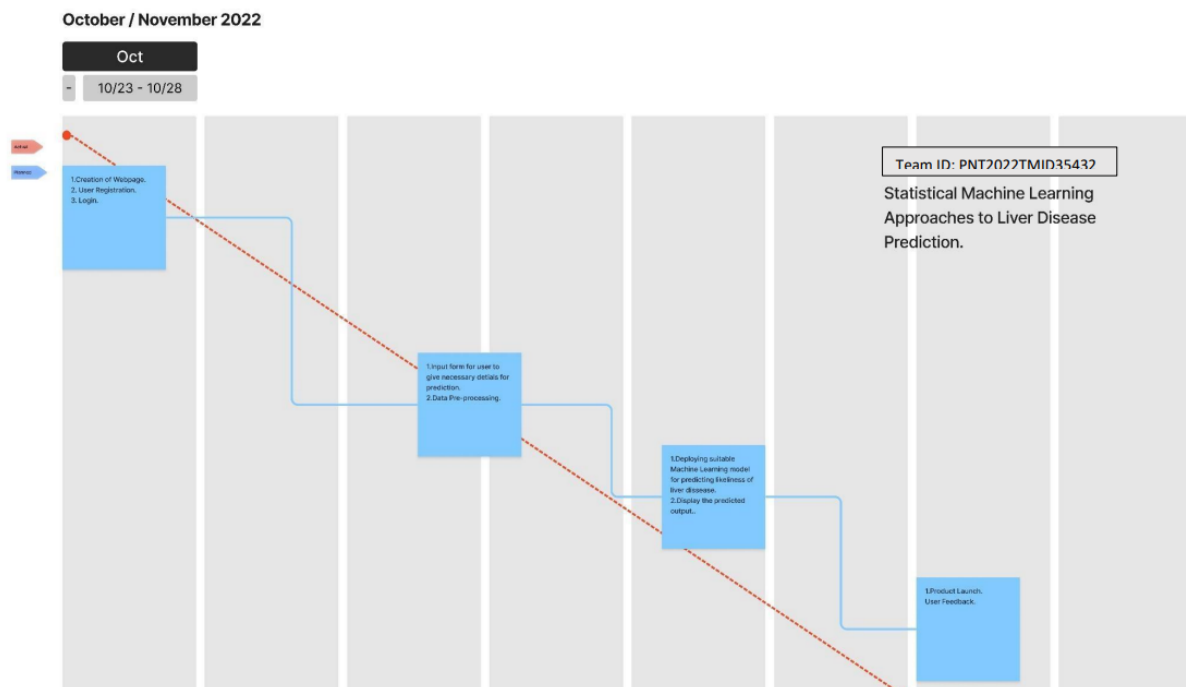 October / November 2022
Oct
-
10/23 - 10/28
Team ID: PNT2022TMID35432
Statistical Machine Learning
Approaches to Liver Disease
Prediction.
1.Creation of Webpage.
2. User Registration.
3. Login.
1.Input form for user to
give necessary detials for
prediction.
2.Data Pre-processing.
1.Deploying suitable
Machine Learning model
for predicting likeliness of
liver dissease.
2.Display the predicted
output..
1.Product Launch.
User Feedback.